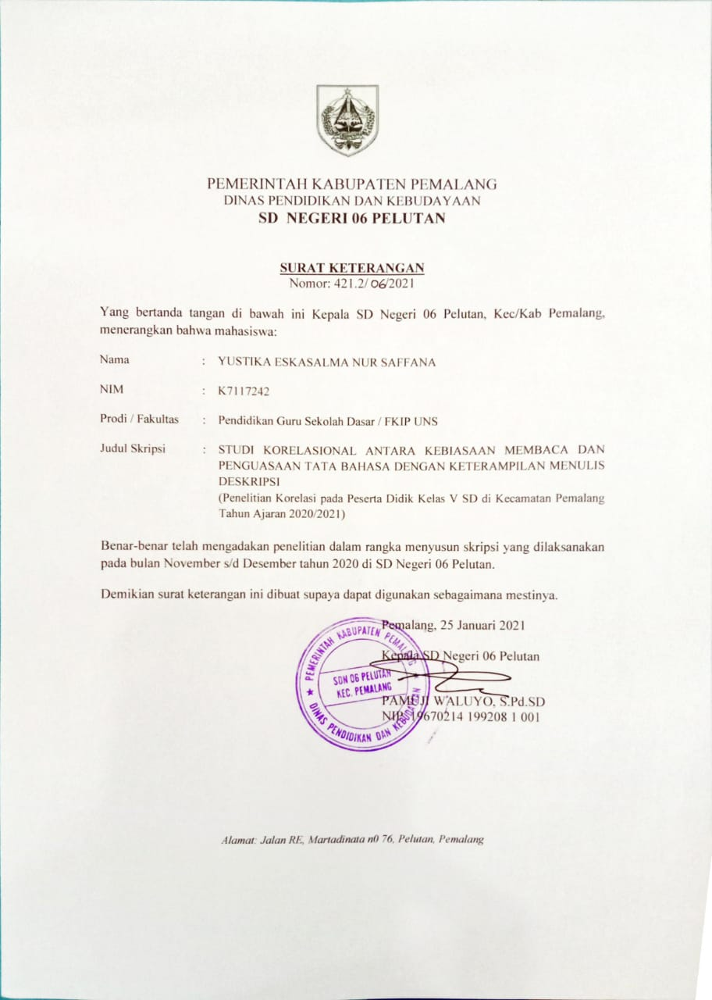 PEMERINTAH KABUPATEN PEMALANG
DINAS PENDIDIKAN DAN KEBUDAYAAN
SD NEGERI 06 PELUTAN
SURAT KETERANGAN
Nomor: 421.2/06/2021
Yang bertanda tangan di bawah ini Kepala SD Negeri 06 Pelutan, Kec/Kab Pemalang,
menerangkan bahwa mahasiswa:
Nama : YUSTIKA ESKASALMA NUR SAFFANA
NIM : K7117242
Prodi / Fakultas : Pendidikan Guru Sekolah Dasar / FKIP UNS
Judul Skripsi : STUDI KORELASIONAL ANTARA KEBIASAAN MEMBACA DAN
PENGUASAAN TATA BAHASA DENGAN KETERAMPILAN MENULIS
DESKRIPSI
(Penelitian Korelasi pada Peserta Didik Kelas V SD di Kecamatan Pemalang
Tahun Ajaran 2020/2021)
Benar-benar telah mengadakan penelitian dalam rangka menyusun skripsi yang dilaksanakan
pada bulan November s/d Desember tahun 2020 di SD Negeri 06 Pelutan.
Demikian surat keterangan ini dibuat supaya dapat digunakan sebagaimana mestinya.
Pemalang, 25 Januari 2021
Kepala SD Negeri 06 Pelutan
PEMERINTAH KABUPATEN PEMALANG
SDN 06 PELUTAN
KEC. PEMALANG
DINAS PENDIDIKAN DAN KEBUDAYAAN
PAMUJI WALUYO, S.Pd.SD
NIP. 19670214 199208 1 001
Alamat: Jalan RE, Martadinata n0 76, Pelutan, Pemalang